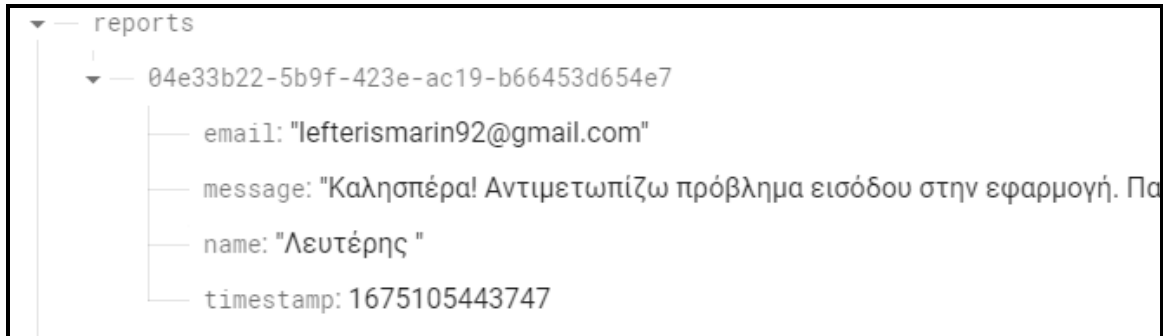 reports
04e33b22-5b9f-423e-ac19-b66453d654e7
email: "lefterismarin92@gmail.com"
message: "Καλησπέρα! Αντιμετωπίζω πρόβλημα εισόδου στην εφαρμογή. Πα
name: "Λευτέρης "
timestamp: 1675105443747